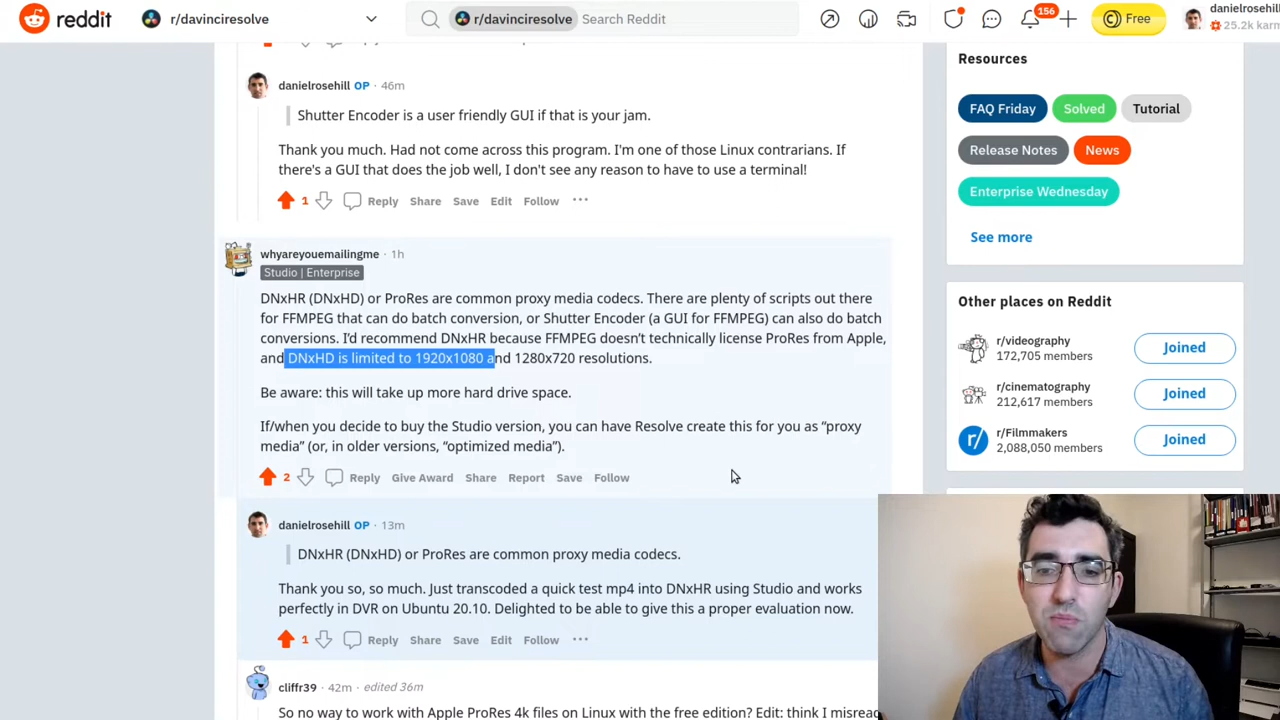 reddit
r/davinciresolve
r/davinciresolve
Search Reddit
156
Free
danielrosehill
25.2k karm
danielrosehill OP · 46m
Shutter Encoder is a user friendly GUI if that is your jam.
Thank you much. Had not come across this program. I'm one of those Linux contrarians. If
there's a GUI that does the job well, I don't see any reason to have to use a terminal!
1 Reply Share Save Edit Follow ···
whyareyouemailingme · 1h
Studio | Enterprise
DNxHR (DNxHD) or ProRes are common proxy media codecs. There are plenty of scripts out there
for FFMPEG that can do batch conversion, or Shutter Encoder (a GUI for FFMPEG) can also do batch
conversions. I'd recommend DNxHR because FFMPEG doesn't technically license ProRes from Apple,
and DNxHD is limited to 1920x1080 and 1280x720 resolutions.
Be aware: this will take up more hard drive space.
If/when you decide to buy the Studio version, you can have Resolve create this for you as “proxy
media” (or, in older versions, “optimized media”).
2 Reply Give Award Share Report Save Follow
danielrosehill OP · 13m
DNxHR (DNxHD) or ProRes are common proxy media codecs.
Thank you so, so much. Just transcoded a quick test mp4 into DNxHR using Studio and works
perfectly in DVR on Ubuntu 20.10. Delighted to be able to give this a proper evaluation now.
1 Reply Share Save Edit Follow ···
cliffr39 · 42m edited 36m
So no way to work with Apple ProRes 4k files on Linux with the free edition? Edit: think I misread
Resources
FAQ Friday
Solved
Tutorial
Release Notes
News
Enterprise Wednesday
See more
Other places on Reddit
r/videography
172,705 members
Joined
r/cinematography
212,617 members
Joined
r/Filmmakers
2,088,050 members
Joined